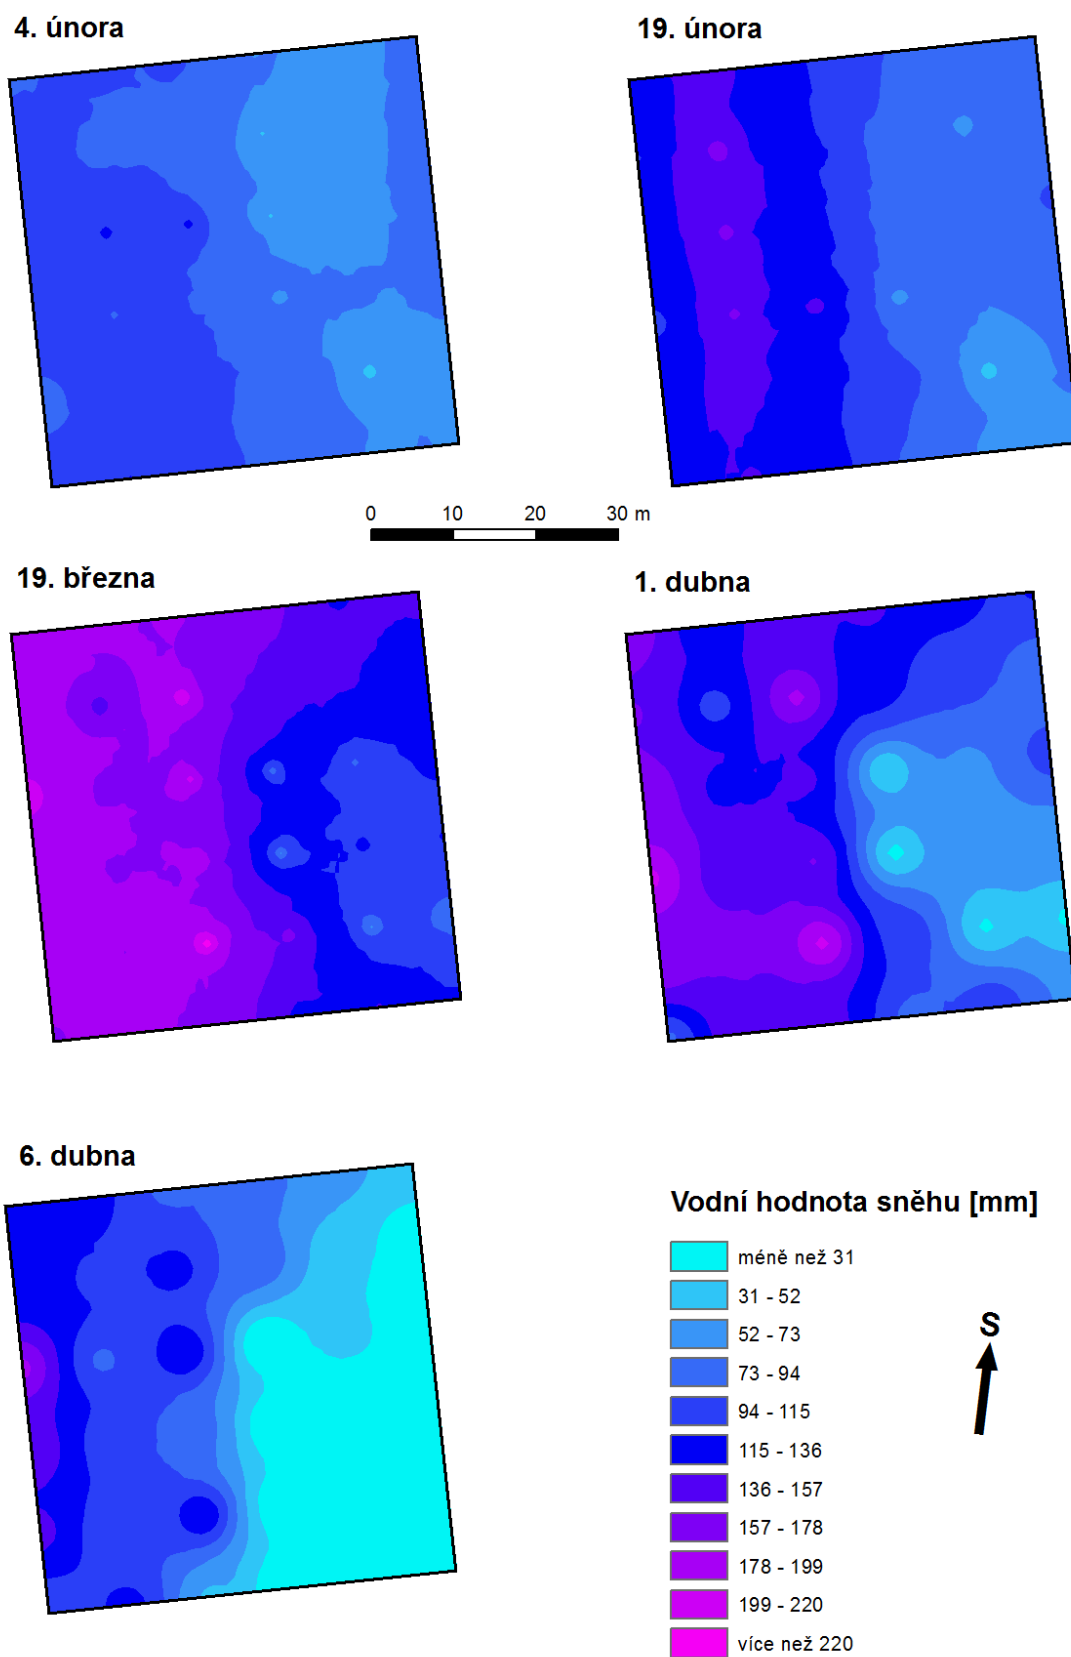 4. února
19. února
0 10 20 30 m
19. března
1. dubna
6. dubna
Vodní hodnota sněhu [mm]
méně než 31
31 - 52
52 - 73
73 - 94
94 - 115
115 - 136
136 - 157
157 - 178
178 - 199
199 - 220
více než 220
S